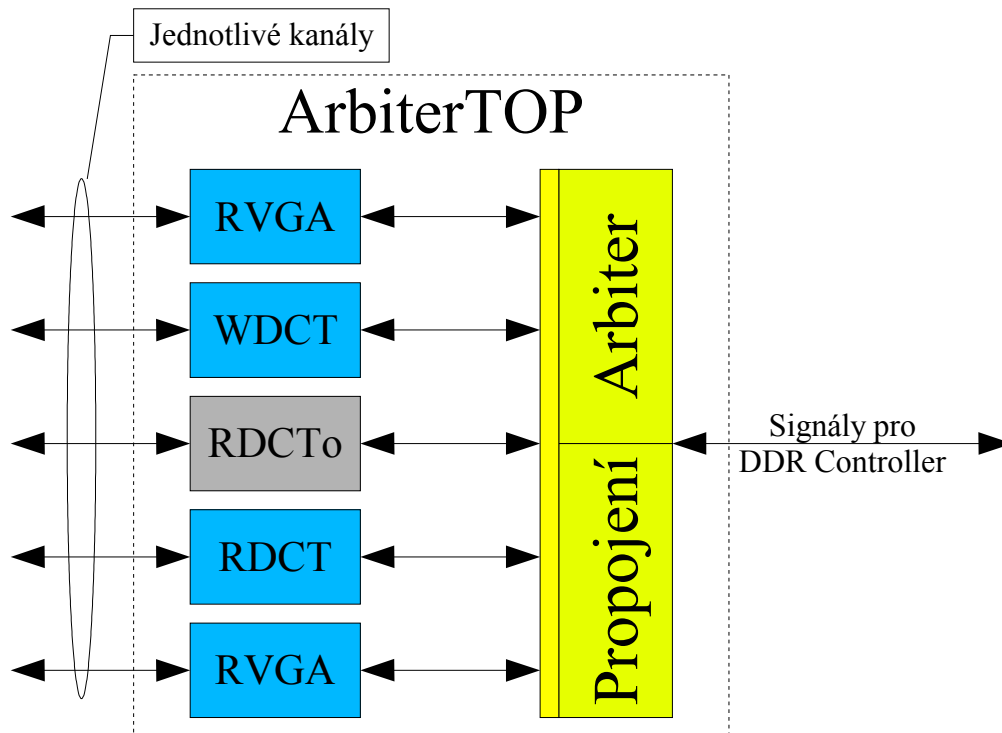 Jednotlivé kanály
ArbiterTOP
RVGA
WDCT
RDCTo
RDCT
RVGA
Arbiter
Propojení
Signály pro
DDR Controller